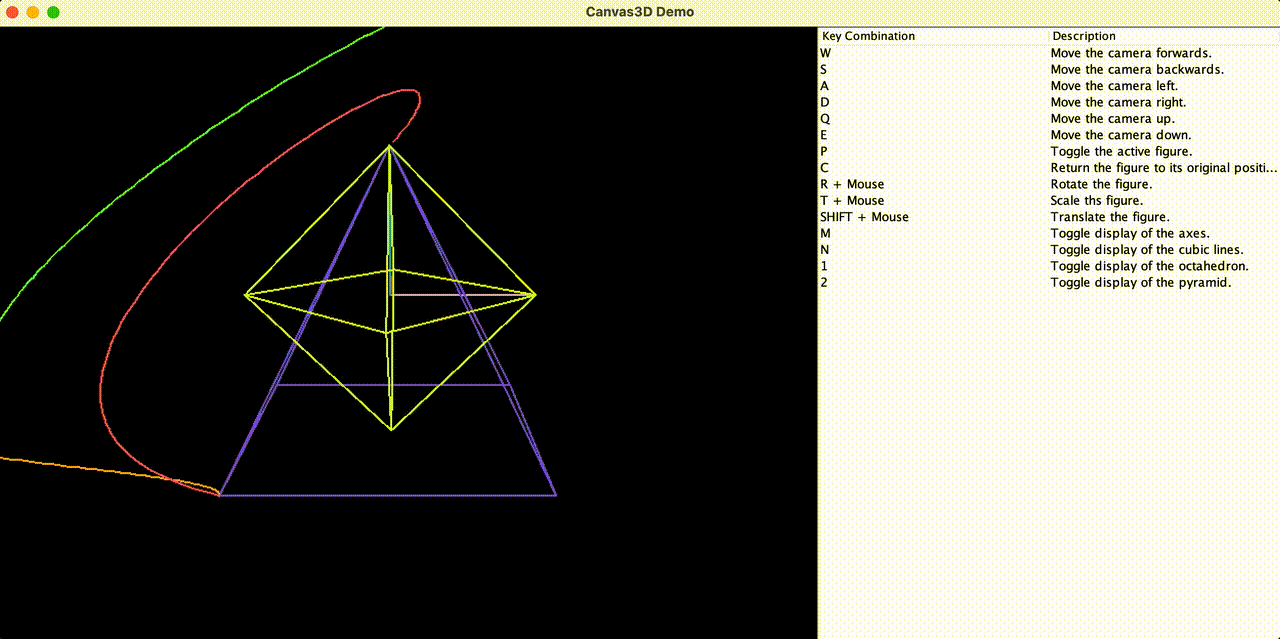 Canvas3D Demo
Key Combination Description
W Move the camera forwards.
S Move the camera backwards.
A Move the camera left.
D Move the camera right.
Q Move the camera up.
E Move the camera down.
P Toggle the active figure.
C Return the figure to its original positi...
R + Mouse Rotate the figure.
T + Mouse Scale ths figure.
SHIFT + Mouse Translate the figure.
M Toggle display of the axes.
N Toggle display of the cubic lines.
1 Toggle display of the octahedron.
2 Toggle display of the pyramid.